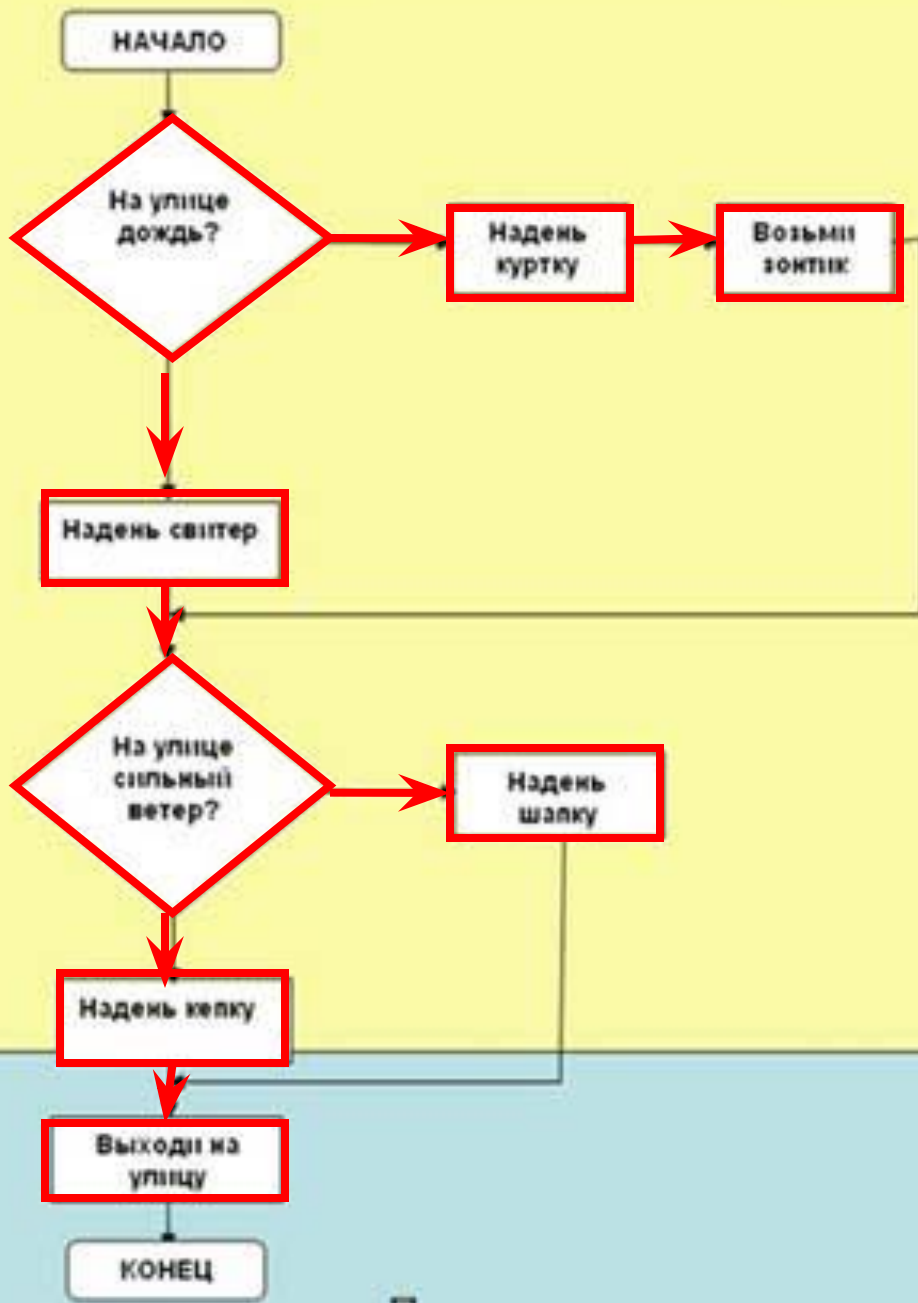 НАЧАЛО
На улице
дождь?
Надень
куртку
Возьми
зонтик
Надень свитер
На улице
сильный
ветер?
Надень
шапку
Надень кепку
Выходи на
улицу
КОНЕЦ